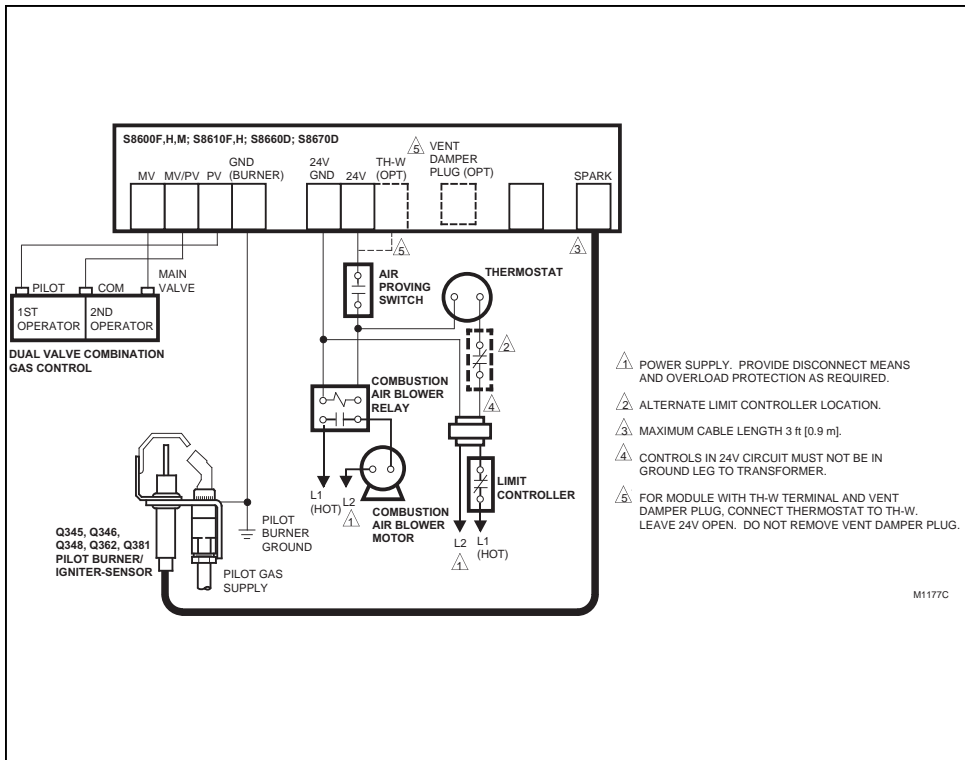 S8600F,H,M; S8610F,H; S8660D; S8670D
MV MV/PV PV GND (BURNER) 24V GND 24V TH-W (OPT) 5 VENT DAMPER PLUG (OPT) SPARK
5
3
PILOT COM MAIN VALVE
1ST OPERATOR 2ND OPERATOR
DUAL VALVE COMBINATION
GAS CONTROL
AIR
PROVING
SWITCH
THERMOSTAT
2
COMBUSTION
AIR BLOWER
RELAY
4
L1
(HOT)
L2
1
COMBUSTION
AIR BLOWER
MOTOR
LIMIT
CONTROLLER
L2
1
L1
(HOT)
Q345, Q346,
Q348, Q362, Q381
PILOT BURNER/
IGNITER-SENSOR
PILOT
BURNER
GROUND
PILOT GAS
SUPPLY
1 POWER SUPPLY. PROVIDE DISCONNECT MEANS
AND OVERLOAD PROTECTION AS REQUIRED.
2 ALTERNATE LIMIT CONTROLLER LOCATION.
3 MAXIMUM CABLE LENGTH 3 ft [0.9 m].
4 CONTROLS IN 24V CIRCUIT MUST NOT BE IN
GROUND LEG TO TRANSFORMER.
5 FOR MODULE WITH TH-W TERMINAL AND VENT
DAMPER PLUG, CONNECT THERMOSTAT TO TH-W.
LEAVE 24V OPEN. DO NOT REMOVE VENT DAMPER PLUG.
M1177C